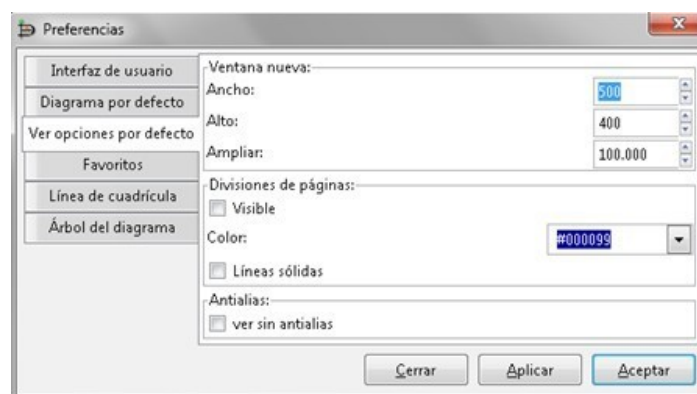 Preferencias
Interfaz de usuario
Diagrama por defecto
Ver opciones por defecto
Favoritos
Línea de cuadrícula
Árbol del diagrama
Ventana nueva:
Ancho: 500
Alto: 400
Ampliar: 100.000
Divisiones de páginas:
Visible
Color: #000099
Líneas sólidas
Antialias:
ver sin antialias
Cerrar Aplicar Aceptar